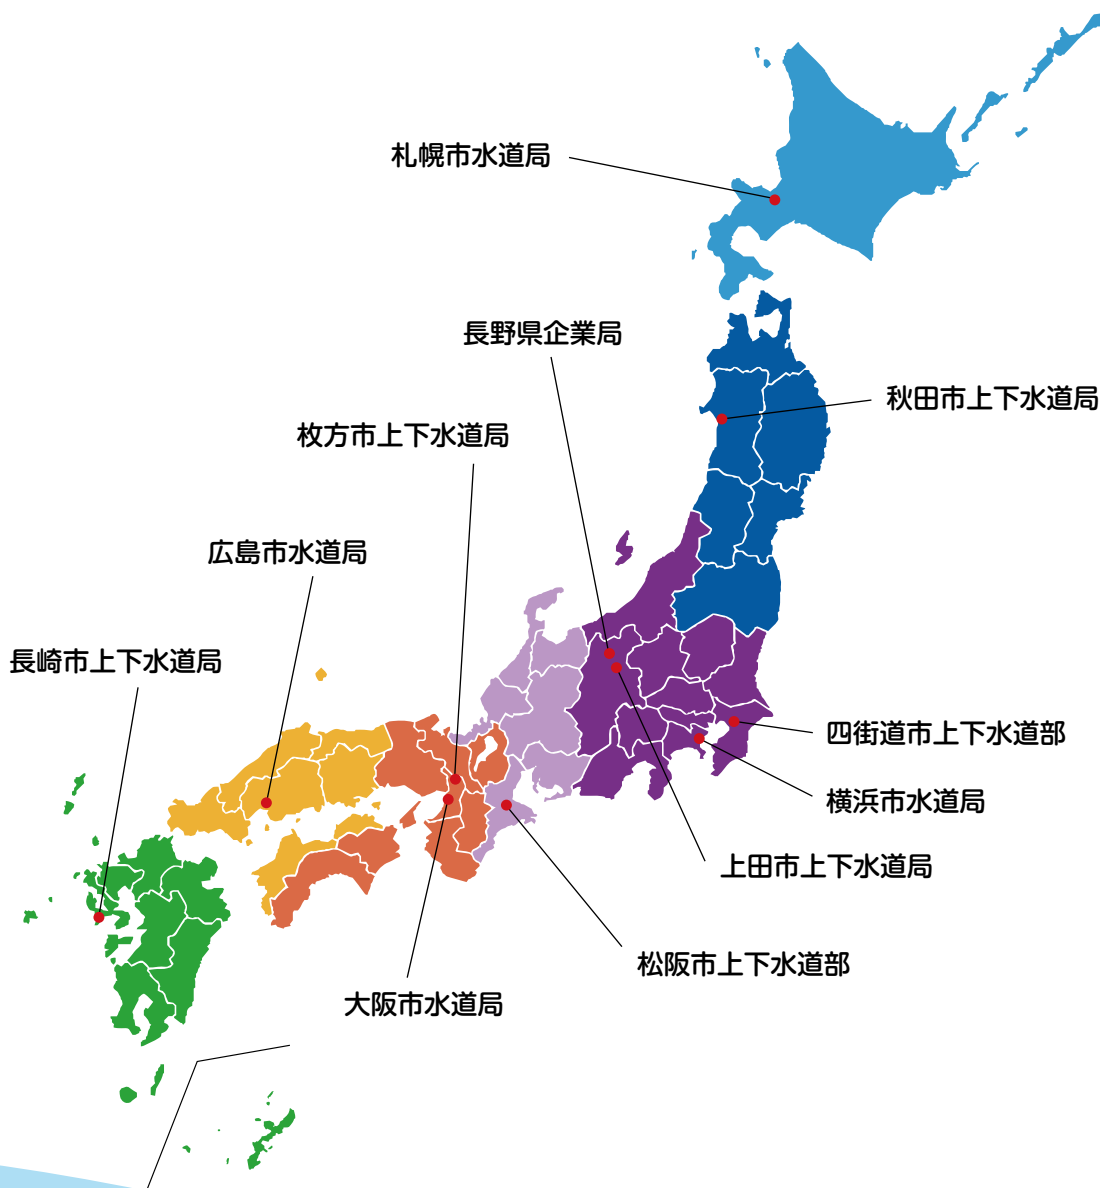 札幌市水道局
長野県企業局
秋田市上下水道局
枚方市上下水道局
広島市水道局
長崎市上下水道局
四街道市上下水道部
横浜市水道局
上田市上下水道局
松阪市上下水道部
大阪市水道局